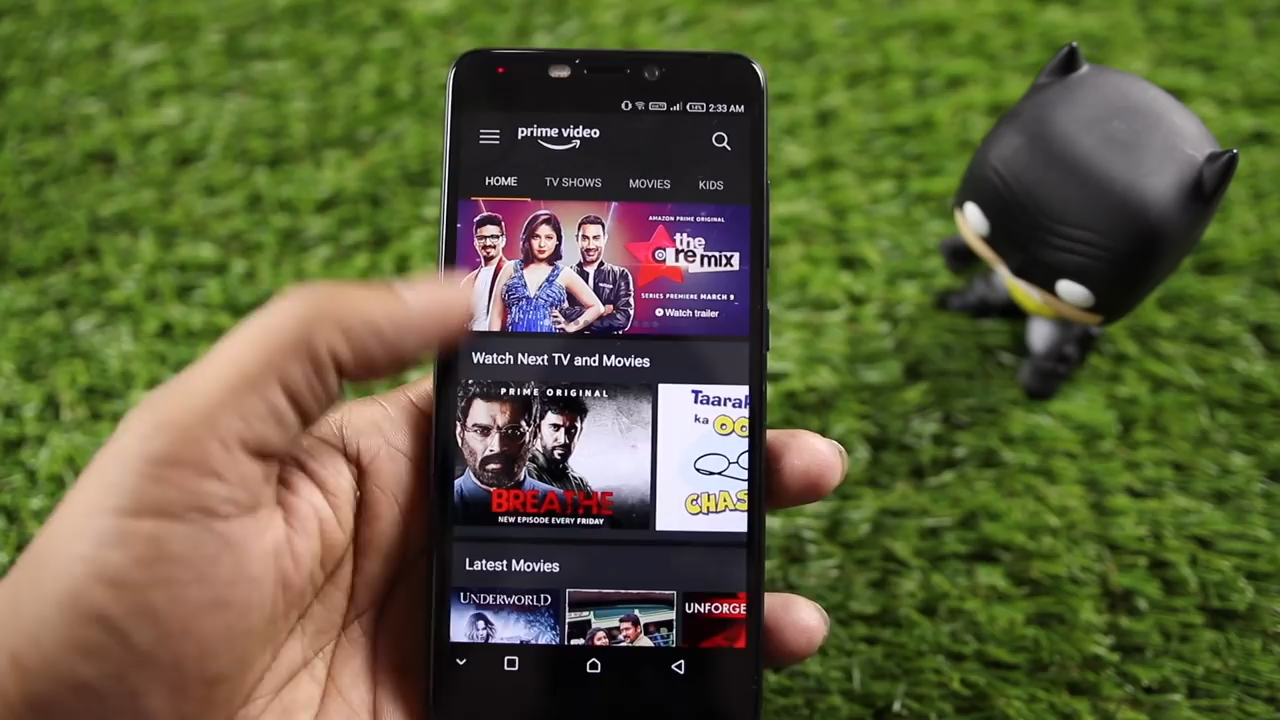 2:33 AM
prime video
HOME TV SHOWS MOVIES KIDS
AMAZON PRIME ORIGINAL
the
remix
SERIES PREMIERE MARCH 9
Watch trailer
Watch Next TV and Movies
PRIME ORIGINAL
BREATHE
NEW EPISODE EVERY FRIDAY
Taarak
ka OO
CHAS
Latest Movies
UNDERWORLD
UNFORGE